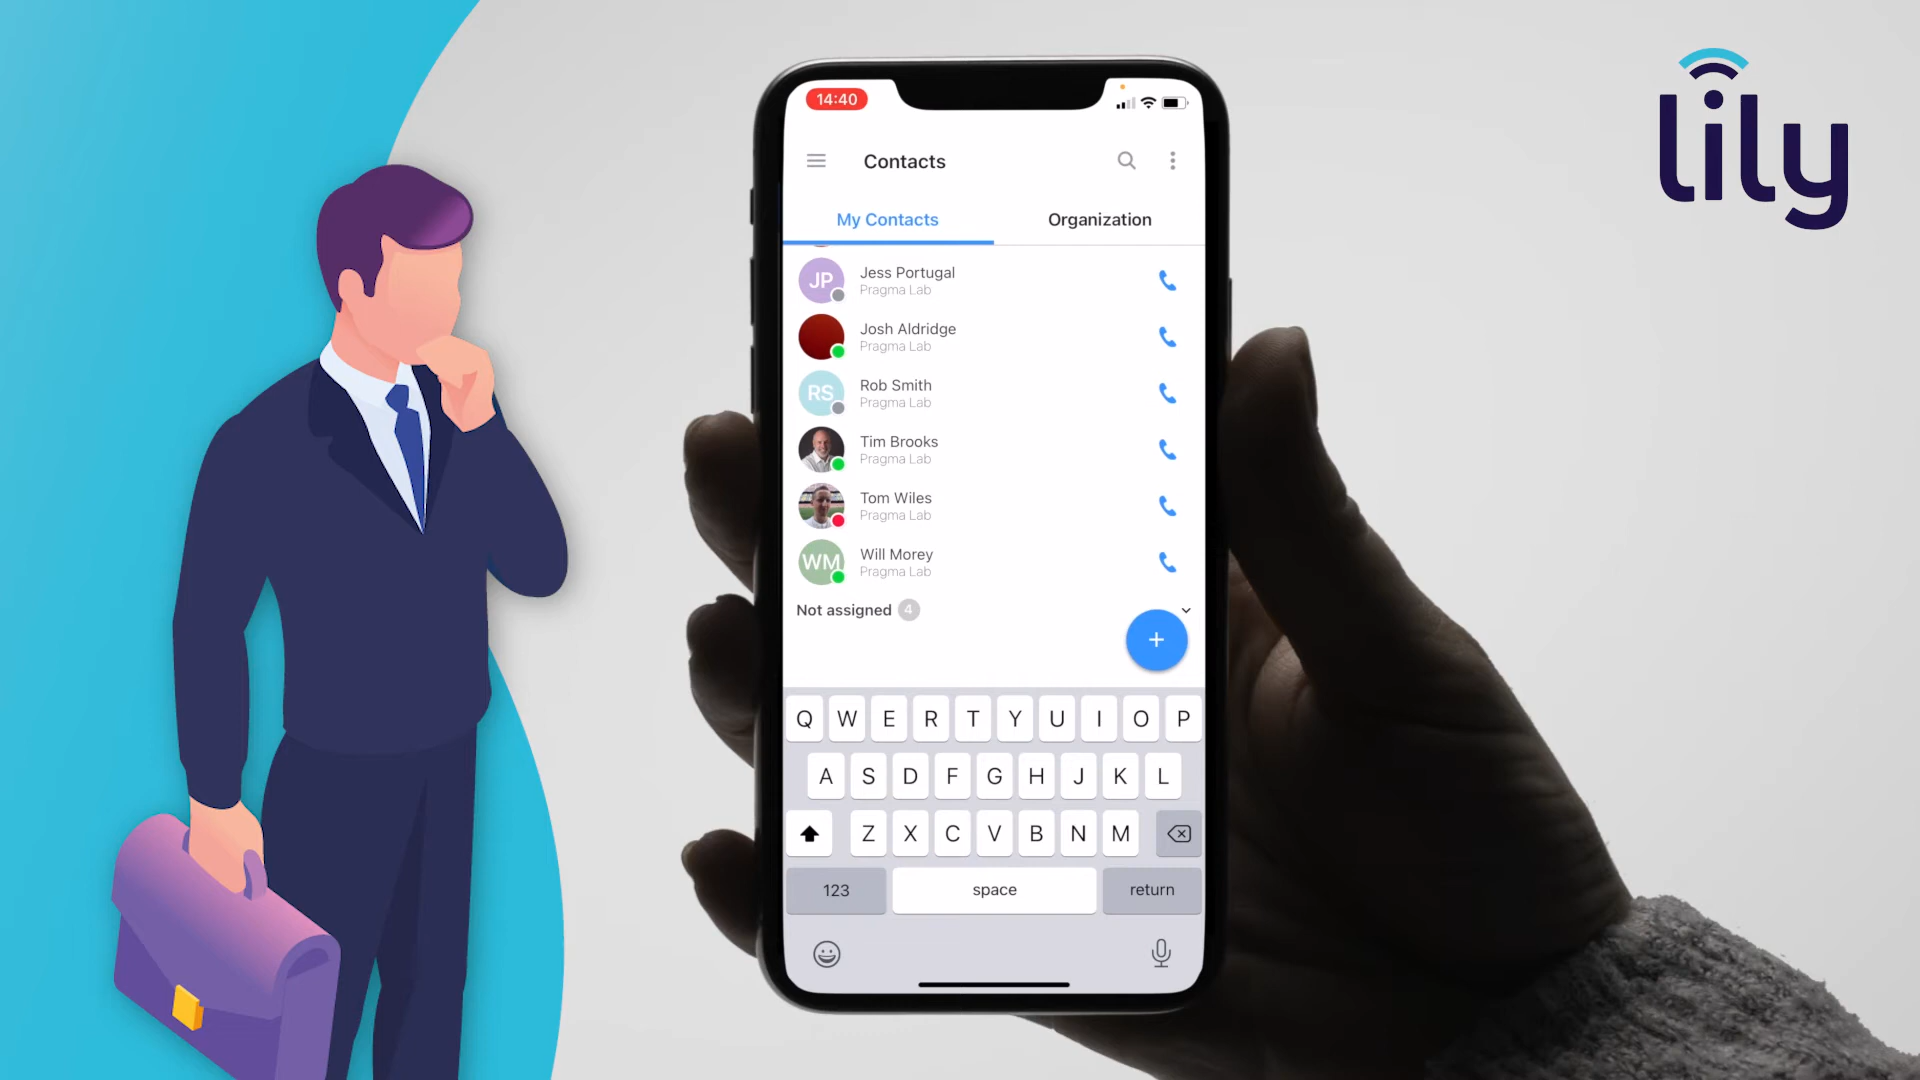 lily
14:40
Contacts
My Contacts
Organization
JP
Jess Portugal
Pragma Lab
Josh Aldridge
Pragma Lab
RS
Rob Smith
Pragma Lab
Tim Brooks
Pragma Lab
Tom Wiles
Pragma Lab
WM
Will Morey
Pragma Lab
Not assigned 4
+
Q W E R T Y U I O P
A S D F G H J K L
Z X C V B N M
123 space return